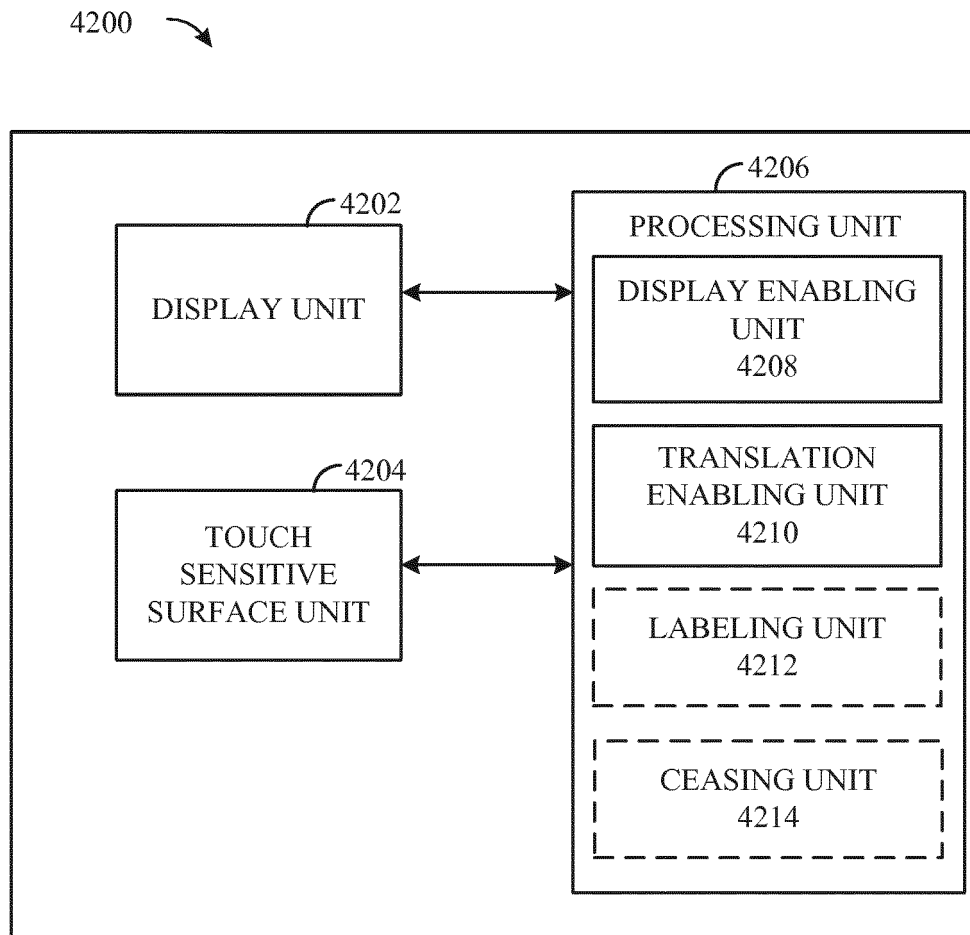 4200
4202
DISPLAY UNIT
4204
TOUCH
SENSITIVE
SURFACE UNIT
4206
PROCESSING UNIT
DISPLAY ENABLING
UNIT
4208
TRANSLATION
ENABLING UNIT
4210
LABELING UNIT
4212
CEASING UNIT
4214